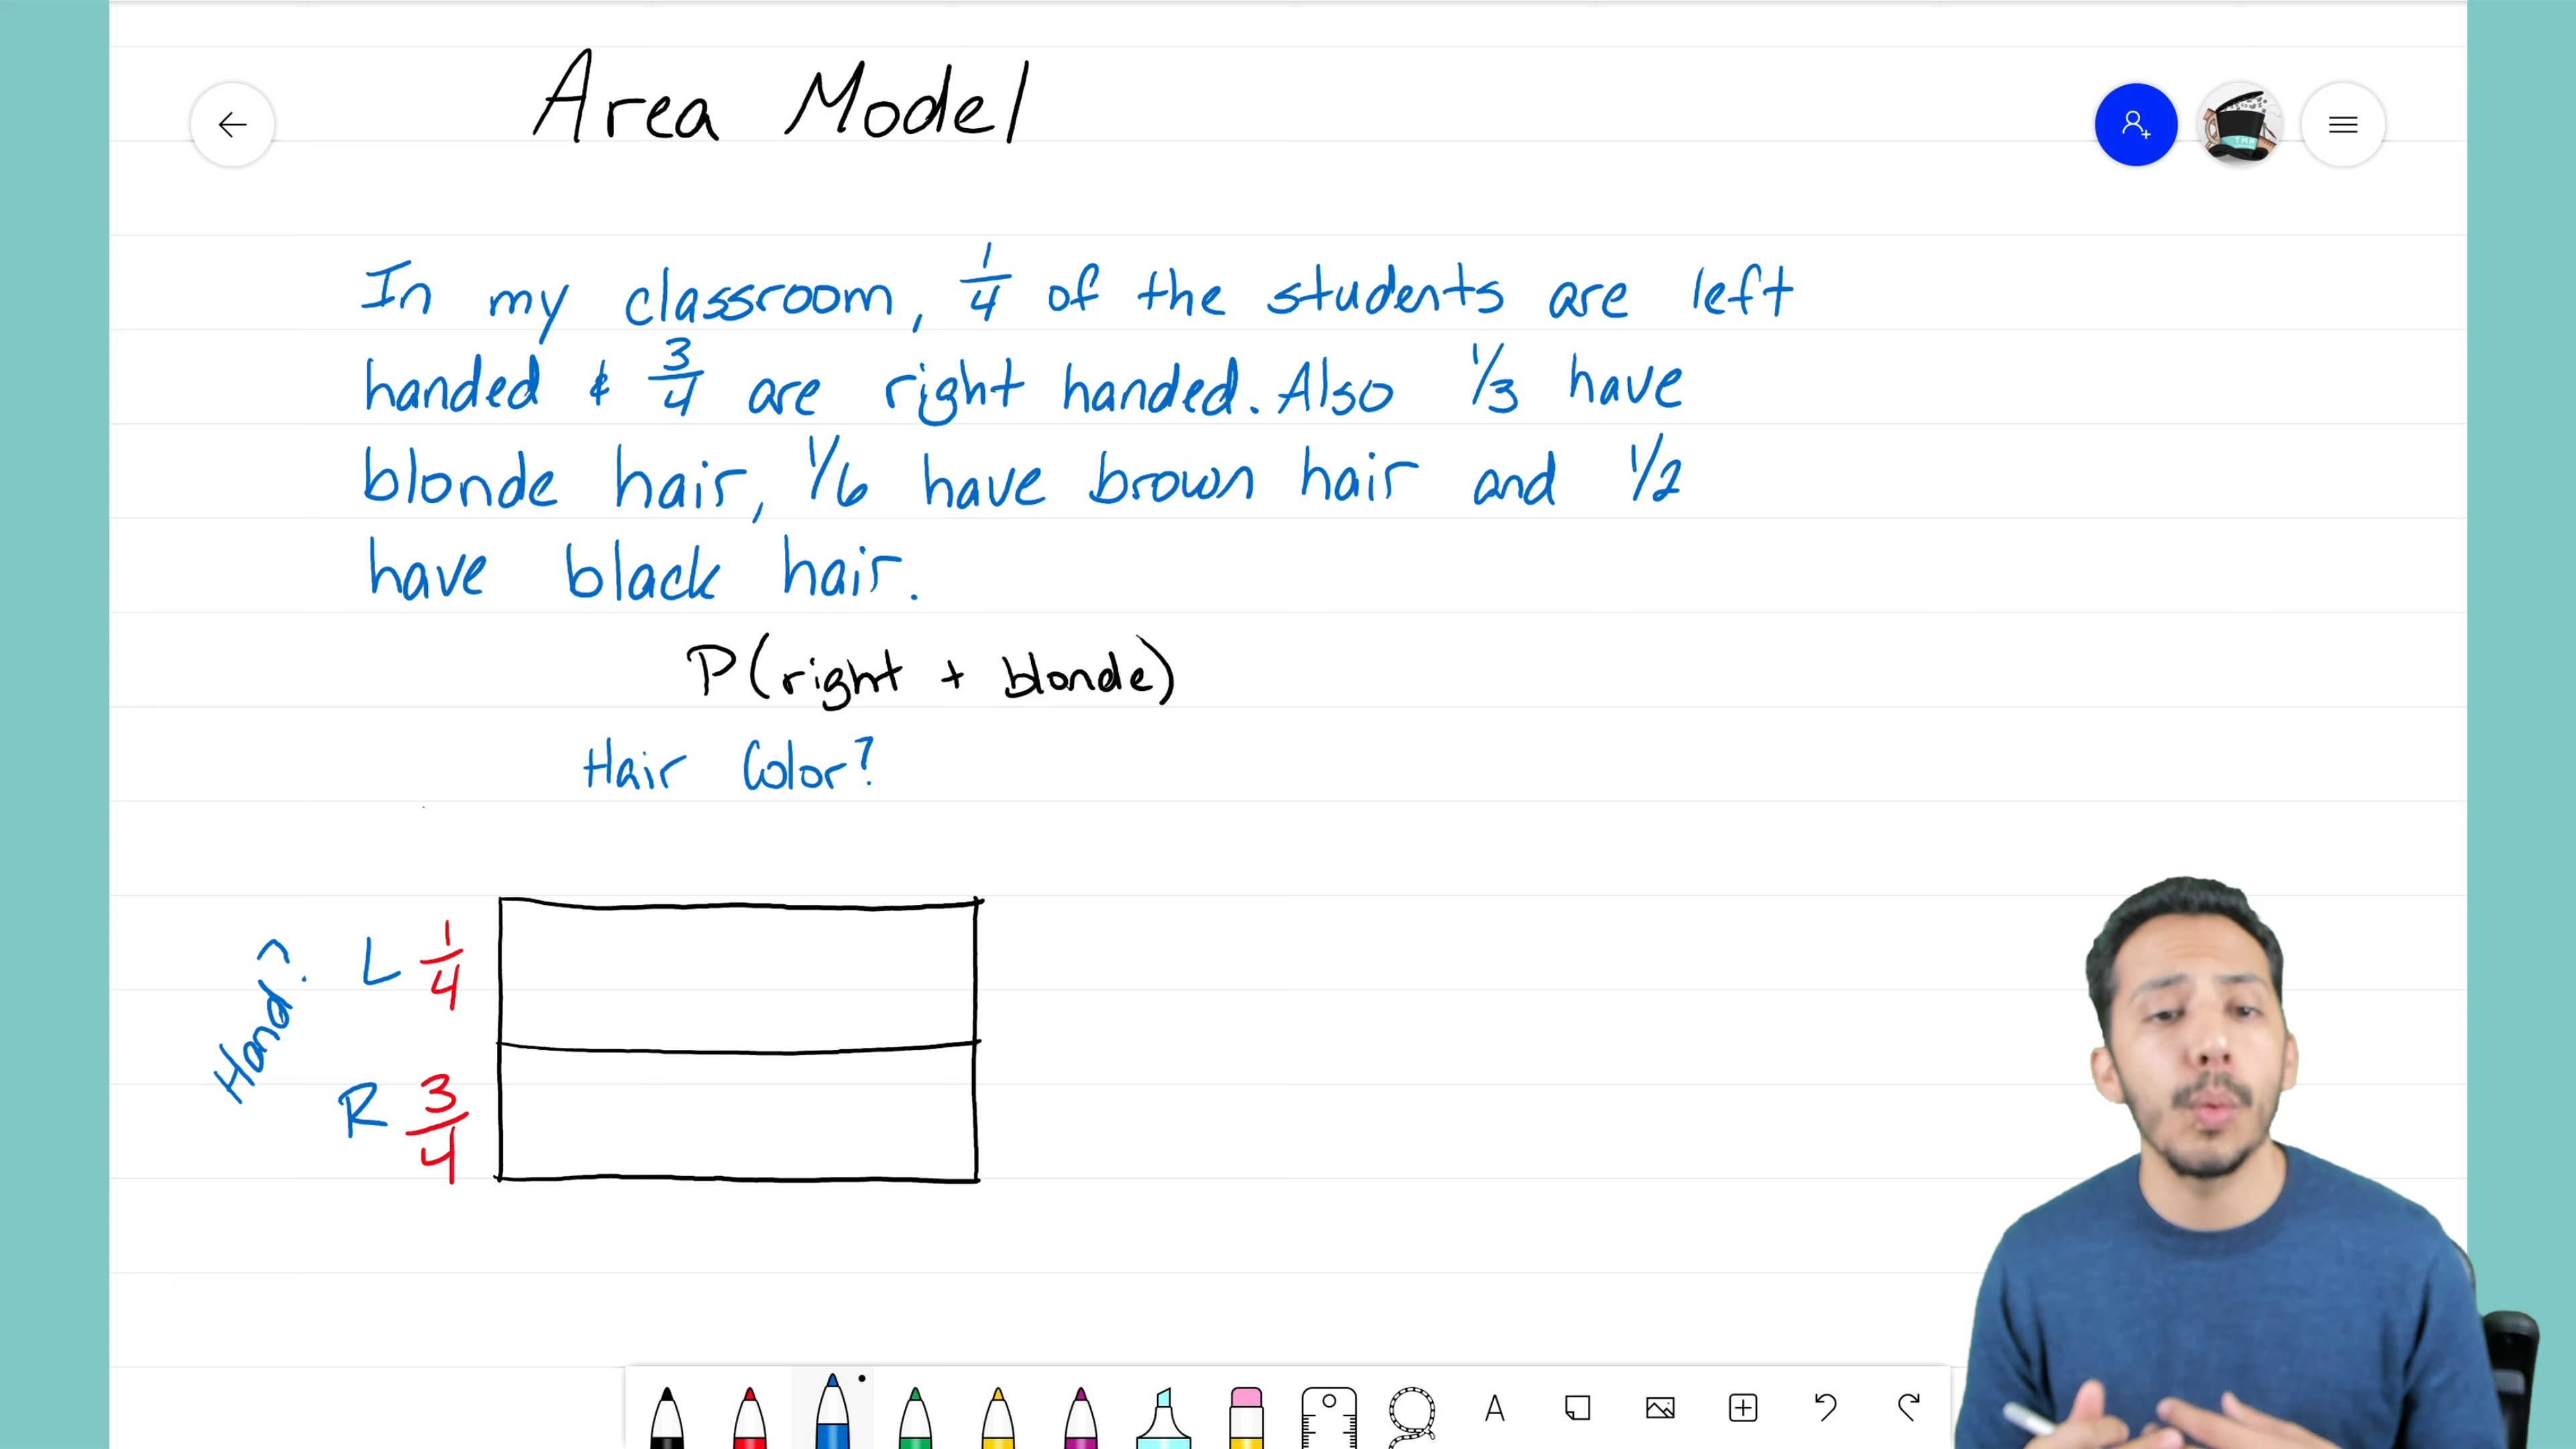 Area Model
In my classroom, 1/4 of the students are left
handed & 3/4 are right handed. Also 1/3 have
blonde hair, 1/6 have brown hair and 1/2
have black hair.
P(right + blonde)
Hair Color?
Hand?
L 1/4
R 3/4
A
TMH